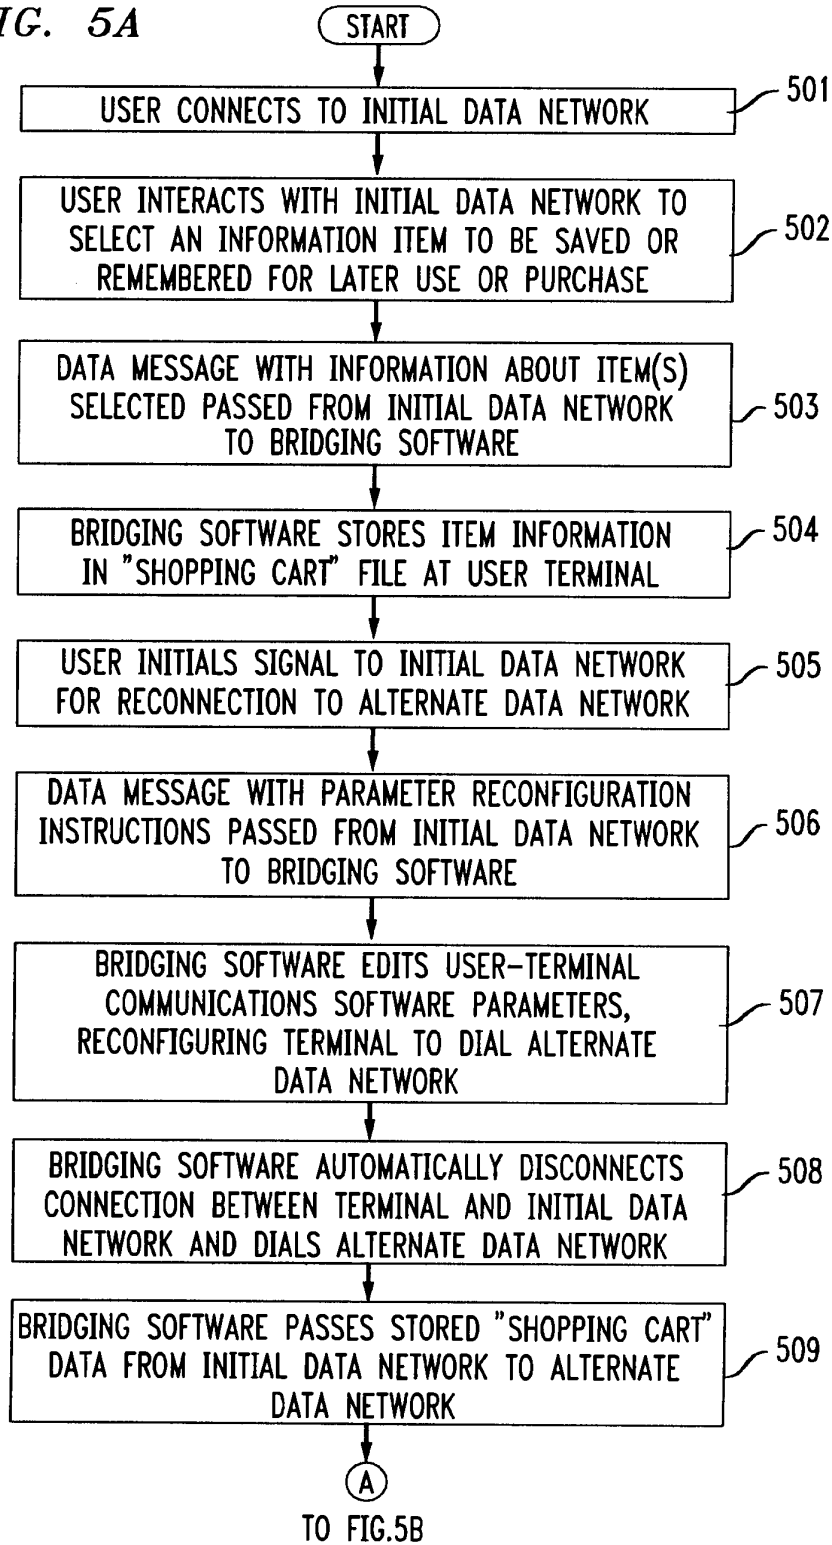 IG. 5A
START
USER CONNECTS TO INITIAL DATA NETWORK
501
USER INTERACTS WITH INITIAL DATA NETWORK TO
SELECT AN INFORMATION ITEM TO BE SAVED OR
REMEMBERED FOR LATER USE OR PURCHASE
502
DATA MESSAGE WITH INFORMATION ABOUT ITEM(S)
SELECTED PASSED FROM INITIAL DATA NETWORK
TO BRIDGING SOFTWARE
503
BRIDGING SOFTWARE STORES ITEM INFORMATION
IN "SHOPPING CART" FILE AT USER TERMINAL
504
USER INITIALS SIGNAL TO INITIAL DATA NETWORK
FOR RECONNECTION TO ALTERNATE DATA NETWORK
505
DATA MESSAGE WITH PARAMETER RECONFIGURATION
INSTRUCTIONS PASSED FROM INITIAL DATA NETWORK
TO BRIDGING SOFTWARE
506
BRIDGING SOFTWARE EDITS USER-TERMINAL
COMMUNICATIONS SOFTWARE PARAMETERS,
RECONFIGURING TERMINAL TO DIAL ALTERNATE
DATA NETWORK
507
BRIDGING SOFTWARE AUTOMATICALLY DISCONNECTS
CONNECTION BETWEEN TERMINAL AND INITIAL DATA
NETWORK AND DIALS ALTERNATE DATA NETWORK
508
BRIDGING SOFTWARE PASSES STORED "SHOPPING CART"
DATA FROM INITIAL DATA NETWORK TO ALTERNATE
DATA NETWORK
509
A
TO FIG.5B